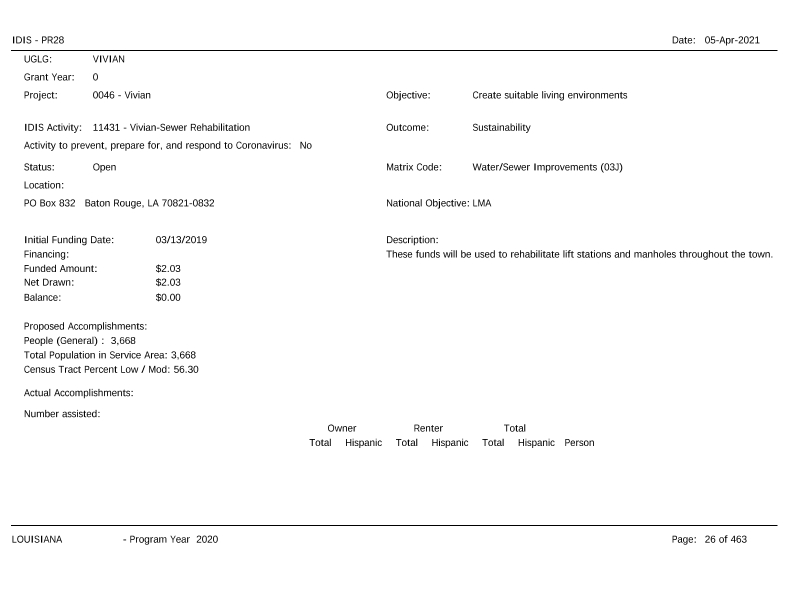 IDIS - PR28 Date: 05-Apr-2021
UGLG: VIVIAN
Grant Year: 0
Project: 0046 - Vivian Objective: Create suitable living environments
IDIS Activity: 11431 - Vivian-Sewer Rehabilitation Outcome: Sustainability
Activity to prevent, prepare for, and respond to Coronavirus: No
Status: Open Matrix Code: Water/Sewer Improvements (03J)
Location:
PO Box 832 Baton Rouge, LA 70821-0832 National Objective: LMA
Initial Funding Date: 03/13/2019 Description:
Financing: These funds will be used to rehabilitate lift stations and manholes throughout the town.
Funded Amount: $2.03
Net Drawn: $2.03
Balance: $0.00
Proposed Accomplishments:
People (General) : 3,668
Total Population in Service Area: 3,668
Census Tract Percent Low / Mod: 56.30
Actual Accomplishments:
Number assisted:
Owner Renter Total
Total Hispanic Total Hispanic Total Hispanic Person
LOUISIANA - Program Year 2020 Page: 26 of 463